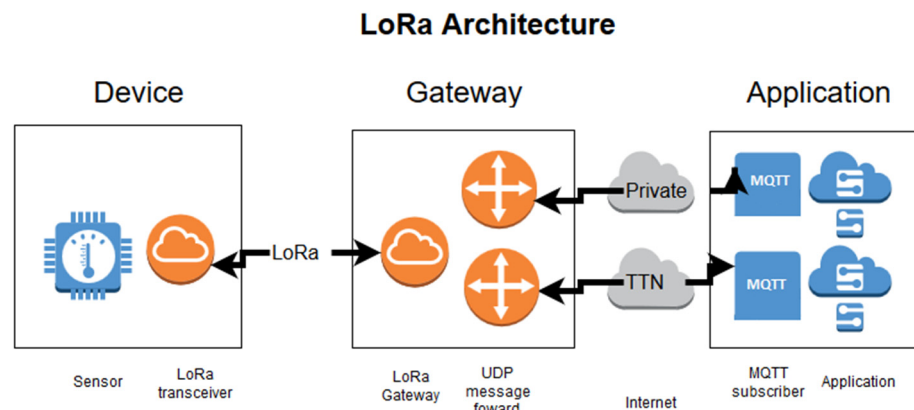 LoRa Architecture
Device
Gateway
Application
LoRa
Private
TTN
MQTT
MQTT
Sensor
LoRa
transceiver
LoRa
Gateway
UDP
message
foward
Internet
MQTT
subscriber
Application